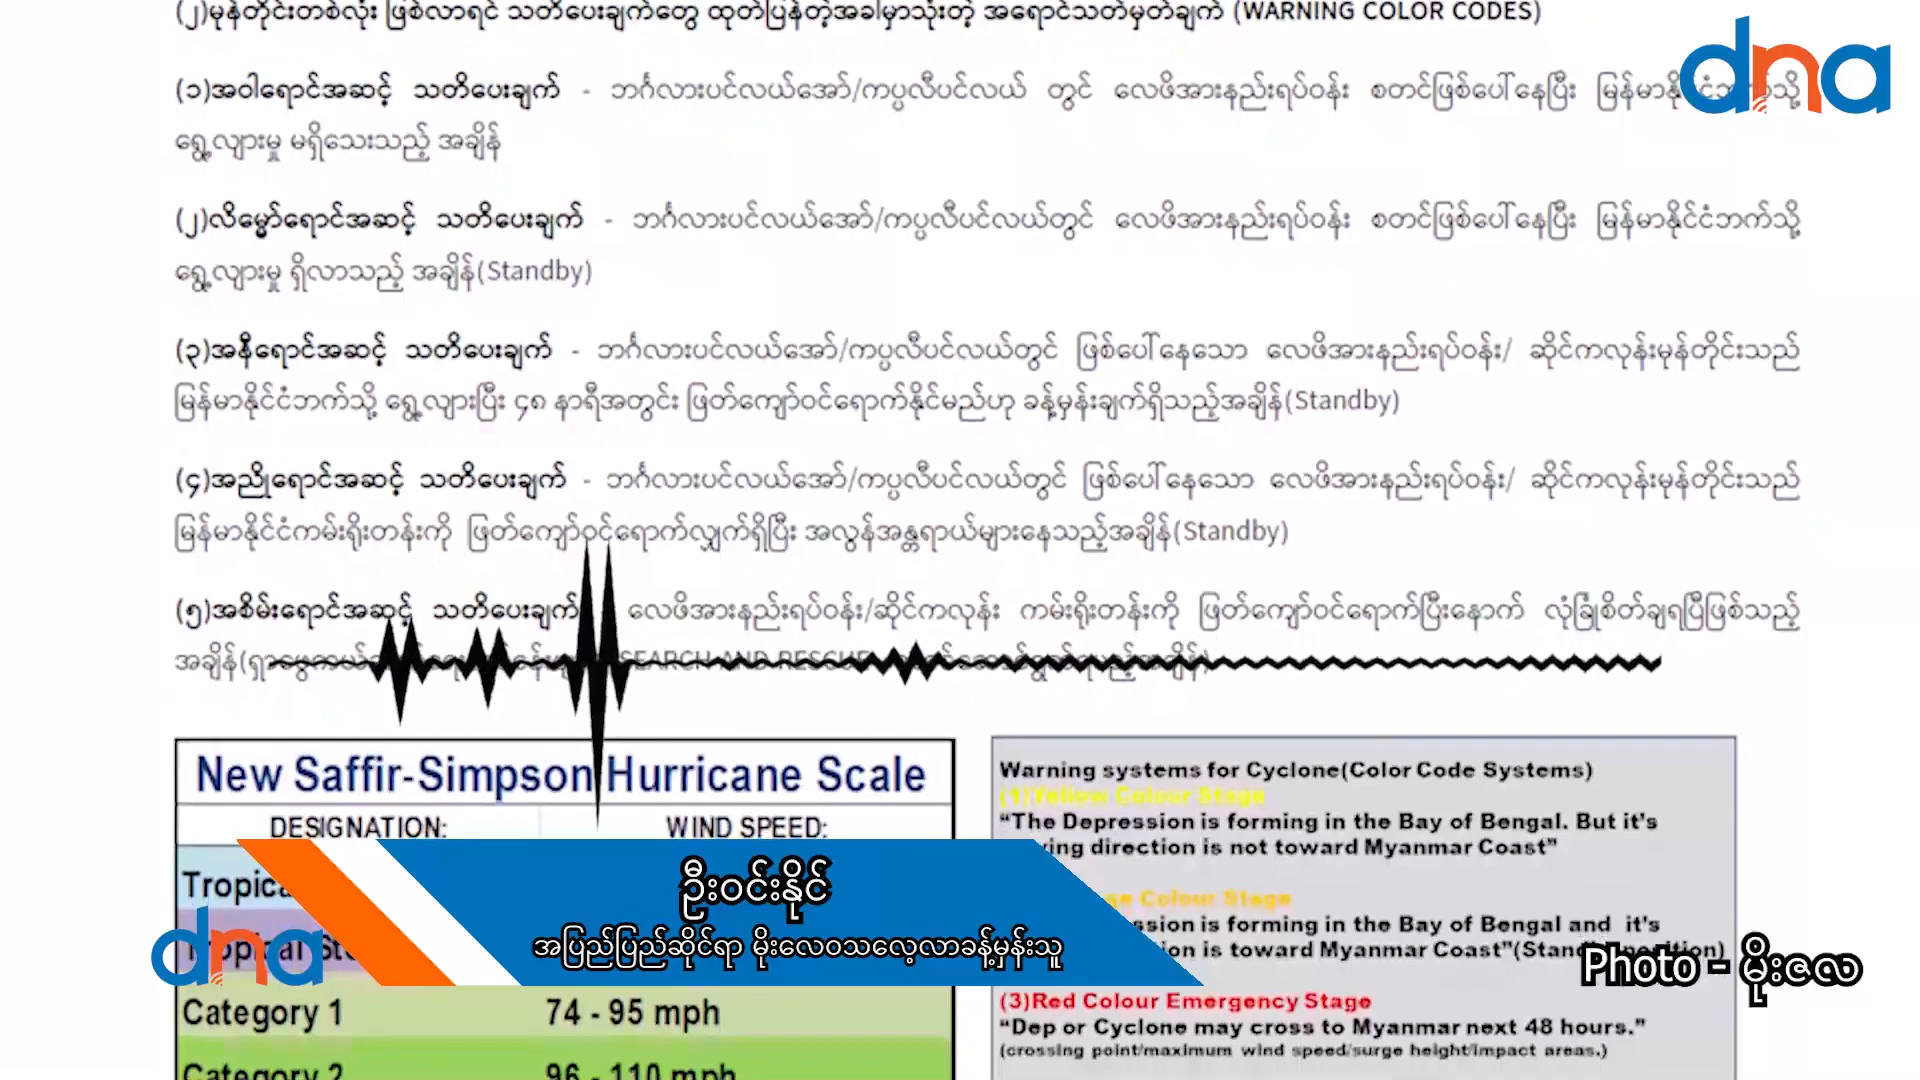 (၂)မုန်တိုင်းတစ်လုံး ဖြစ်လာရင် သတိပေးချက်တွေ ထုတ်ပြန်တဲ့အခါမှာသုံးတဲ့ အရောင်သတ်မှတ်ချက် (WARNING COLOR CODES)
dna
(၁)အဝါရောင်အဆင့် သတိပေးချက် - ဘင်္ဂလားပင်လယ်အော်/ကပ္ပလီပင်လယ် တွင် လေဖိအားနည်းရပ်ဝန်း စတင်ဖြစ်ပေါ်နေပြီး
ရွေ့လျားမှု မရှိသေးသည့် အချိန်
(၂)လိမ္မော်ရောင်အဆင့် သတိပေးချက် - ဘင်္ဂလားပင်လယ်အော်/ကပ္ပလီပင်လယ်တွင် လေဖိအားနည်းရပ်ဝန်း စတင်ဖြစ်ပေါ်နေပြီး မြန်မာနိုင်ငံဘက်သို့
ရွေ့လျားမှု ရှိလာသည့် အချိန်(Standby)
(၃)အနီရောင်အဆင့် သတိပေးချက် - ဘင်္ဂလားပင်လယ်အော်/ကပ္ပလီပင်လယ်တွင် ဖြစ်ပေါ်နေသော လေဖိအားနည်းရပ်ဝန်း/ ဆိုင်ကလုန်းမုန်တိုင်းသည်
မြန်မာနိုင်ငံဘက်သို့ ရွေ့လျားပြီး ၄၈ နာရီအတွင်း ဖြတ်ကျော်ဝင်ရောက်နိုင်မည်ဟု ခန့်မှန်းချက်ရှိသည့်အချိန်(Standby)
(၄)အညိုရောင်အဆင့် သတိပေးချက် - ဘင်္ဂလားပင်လယ်အော်/ကပ္ပလီပင်လယ်တွင် ဖြစ်ပေါ်နေသော လေဖိအားနည်းရပ်ဝန်း/ ဆိုင်ကလုန်းမုန်တိုင်းသည်
မြန်မာနိုင်ငံကမ်းရိုးတန်းကို ဖြတ်ကျော်ဝင်ရောက်လျှက်ရှိပြီး အလွန်အန္တရာယ်များနေသည့်အချိန်(Standby)
(၅)အစိမ်းရောင်အဆင့် သတိပေးချက် လေဖိအားနည်းရပ်ဝန်း/ဆိုင်ကလုန်း ကမ်းရိုးတန်းကို ဖြတ်ကျော်ဝင်ရောက်ပြီးနောက် လုံခြုံစိတ်ချရပြီဖြစ်သည့်
New Saffir-Simpson Hurricane Scale
DESIGNATION: WIND SPEED:
Category 1 74 - 95 mph
Category 2 96 - 110 mph
Warning systems for Cyclone(Color Code Systems)
(1)Yellow Colour Stage
“The Depression is forming in the Bay of Bengal. But it's
direction is not toward Myanmar Coast”
Colour Stage
is forming in the Bay of Bengal and it's
is toward Myanmar Coast”
(3)Red Colour Emergency Stage
“Dep or Cyclone may cross to Myanmar next 48 hours.”
(crossing point/maximum wind speed/surge height/impact areas.)
ဦးဝင်းနိုင်
အပြည်ပြည်ဆိုင်ရာ မိုးလေဝသလေ့လာခန့်မှန်းသူ
dna
Photo - မိုးဇလ